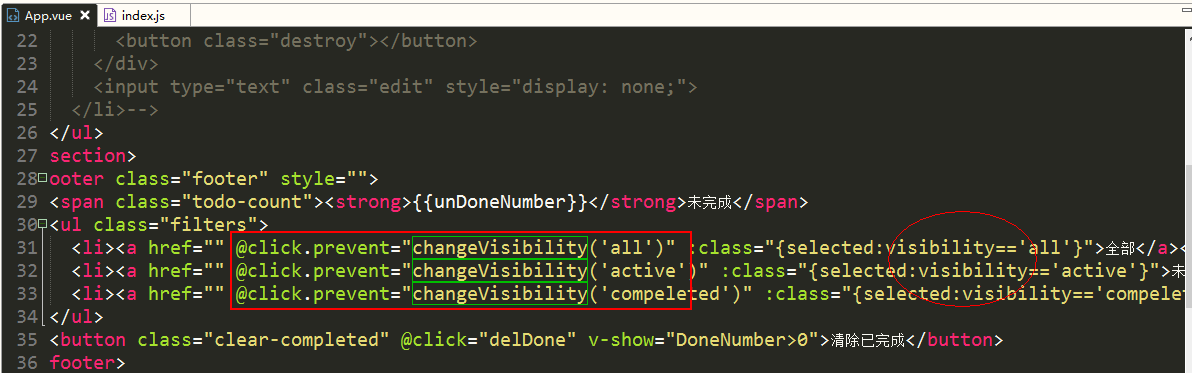 App.vue index.js
22 <button class="destroy"></button>
23 </div>
24 <input type="text" class="edit" style="display: none;">
25 </li>-->
26 </ul>
27 section>
28 ooter class="footer" style="">
29 <span class="todo-count"><strong>{{unDoneNumber}}</strong>未完成</span>
30 <ul class="filters">
31 <li><a href="" @click.prevent="changeVisibility('all')" :class="{selected:visibility=='all'}">全部</a><
32 <li><a href="" @click.prevent="changeVisibility('active')" :class="{selected:visibility=='active'}">未
33 <li><a href="" @click.prevent="changeVisibility('compeleted')" :class="{selected:visibility=='compelet
34 </ul>
35 <button class="clear-completed" @click="delDone" v-show="DoneNumber>0">清除已完成</button>
36 footer>